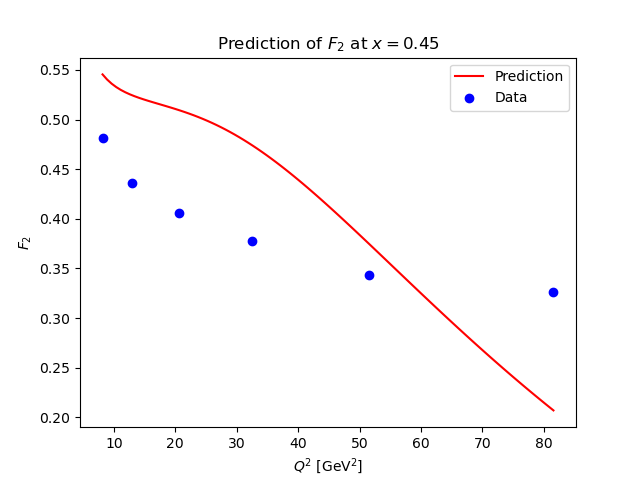 Prediction of F₂ at x = 0.45
Prediction
Data
0.55
0.50
0.45
0.40
0.35
0.30
0.25
0.20
F₂
10 20 30 40 50 60 70 80
Q² [GeV²]